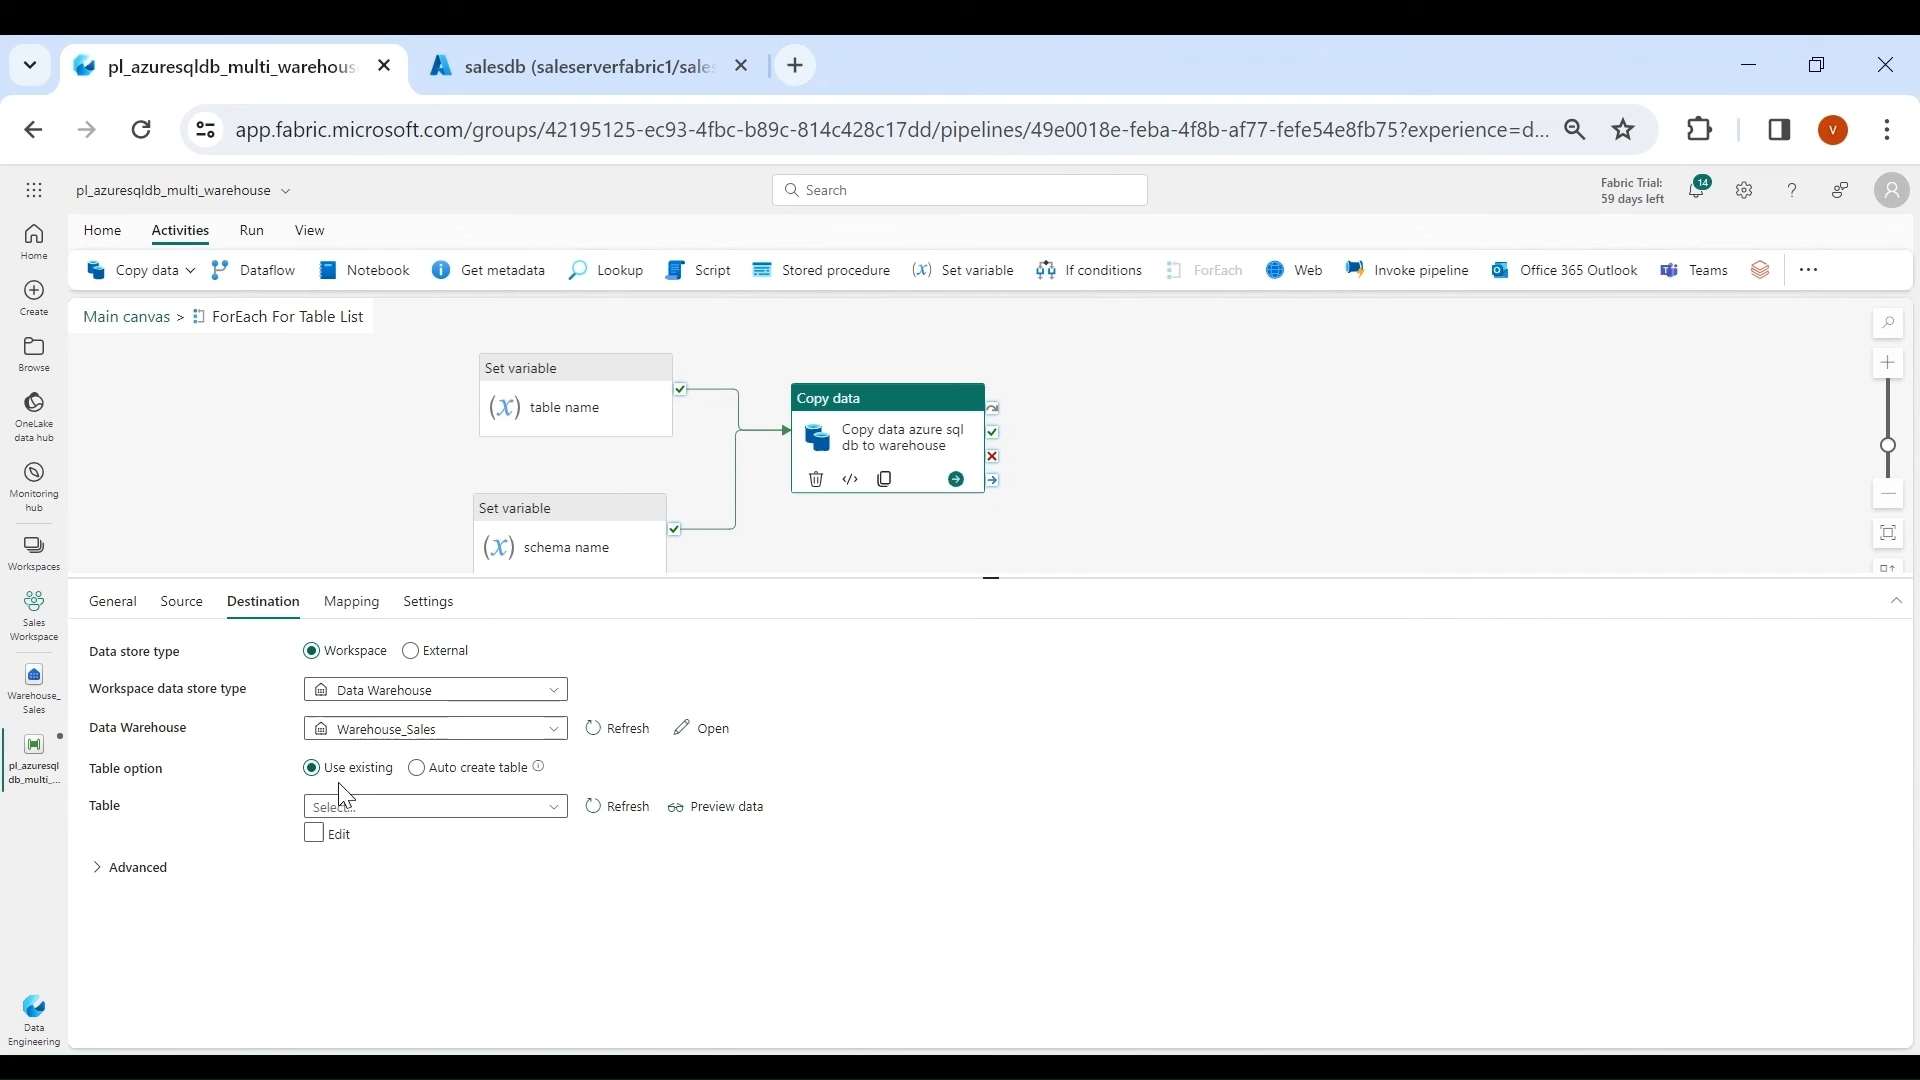 pl_azuresqldb_multi_warehous
salesdb (saleserverfabric1/sales
app.fabric.microsoft.com/groups/42195125-ec93-4fbc-b89c-814c428c17dd/pipelines/49e0018e-feba-4f8b-af77-fefe54e8fb75?experience=d...
V
pl_azuresqldb_multi_warehouse
Search
Fabric Trial:
59 days left
14
?
Home Activities Run View
Copy data Dataflow Notebook Get metadata Lookup Script Stored procedure (x) Set variable If conditions ForEach Web Invoke pipeline Office 365 Outlook Teams
Home
Create
Browse
OneLake
data hub
Monitoring
hub
Workspaces
Sales
Workspace
Warehouse_
Sales
pl_azuresql
db_multi_...
Data
Engineering
Main canvas > ForEach For Table List
Set variable
(x) table name
Set variable
(x) schema name
Copy data
Copy data azure sql
db to warehouse
General Source Destination Mapping Settings
Data store type Workspace External
Workspace data store type Data Warehouse
Data Warehouse Warehouse_Sales Refresh Open
Table option Use existing Auto create table
Table Select... Refresh Preview data
Edit
Advanced